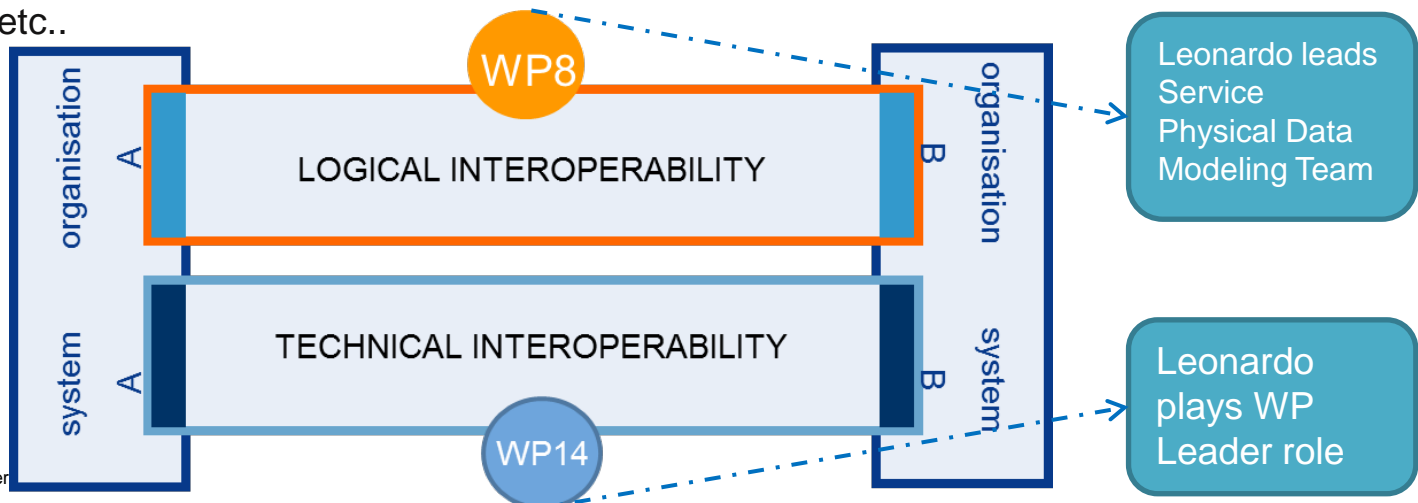 etc..
WP8
organisation
A
LOGICAL INTEROPERABILITY
organisation
B
Leonardo leads
Service
Physical Data
Modeling Team
system
A
TECHNICAL INTEROPERABILITY
system
B
WP14
Leonardo
plays WP
Leader role